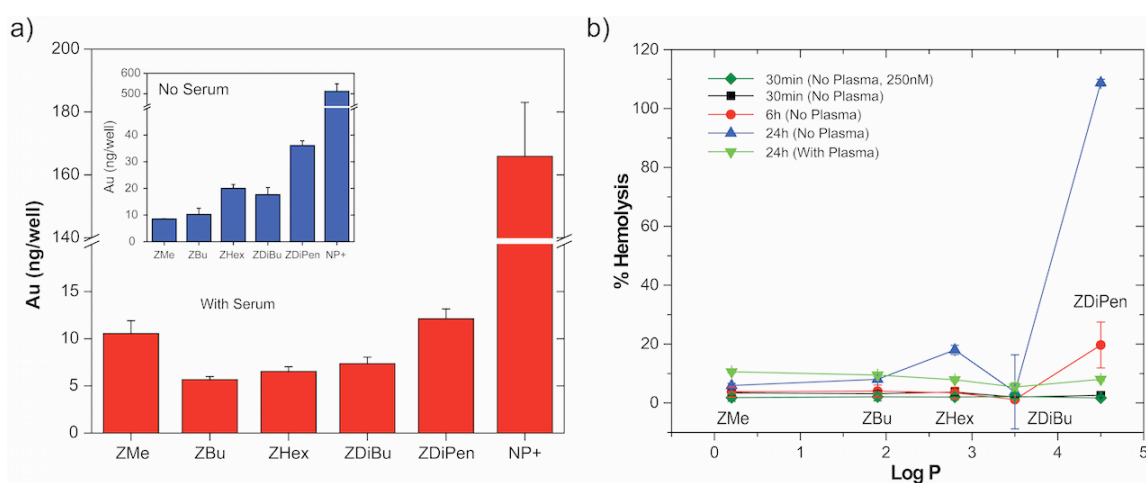 a)
200
180
160
140
15
10
5
0
Au (ng/well)
With Serum
ZMe ZBu ZHex ZDiBu ZDiPen NP+
No Serum
600
500
40
30
20
10
0
Au (ng/well)
ZMe ZBu ZHex ZDiBu ZDiPen NP+
b)
120
100
80
60
40
20
0
% Hemolysis
30min (No Plasma, 250nM)
30min (No Plasma)
6h (No Plasma)
24h (No Plasma)
24h (With Plasma)
ZDiPen
ZMe ZBu ZHex ZDiBu
0 1 2 3 4 5
Log P